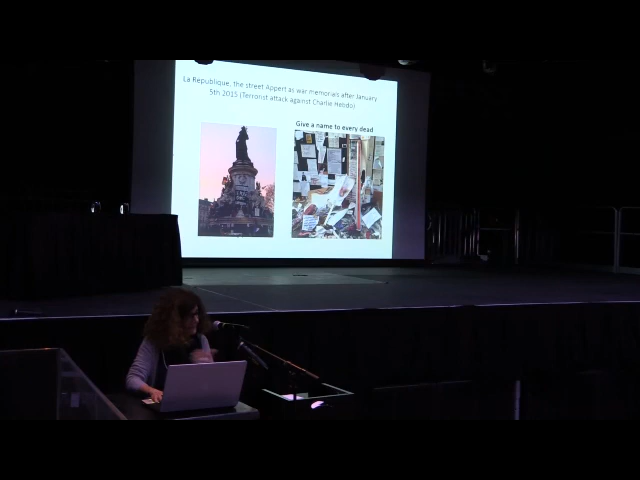 La Republique, the street Appert as war memorials after January
5th 2015 (Terrorist attack against Charlie Hebdo)
Give a name to every dead